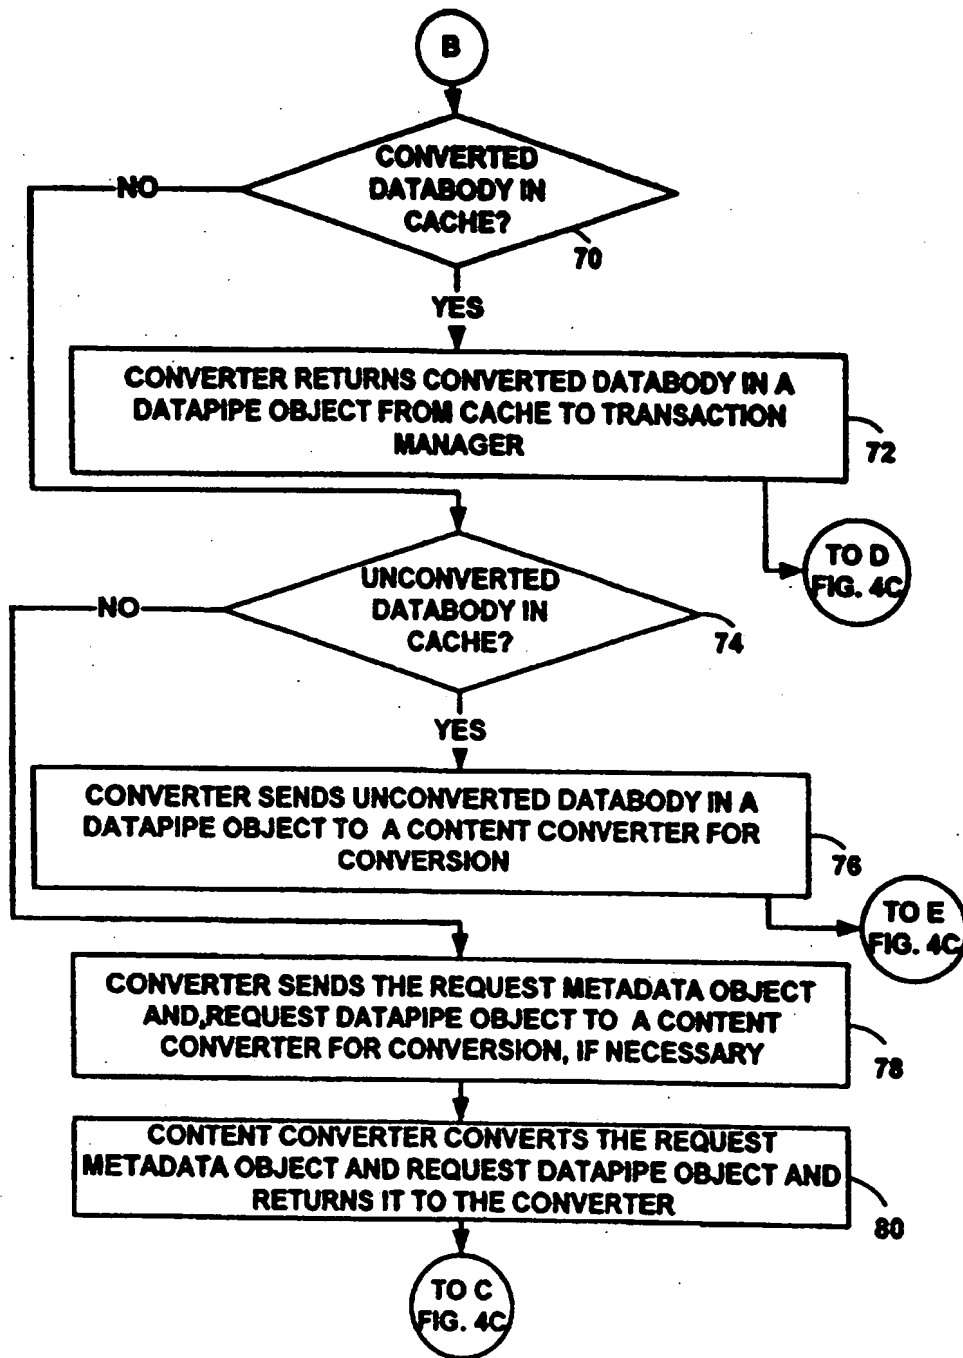 B
CONVERTED
DATABODY IN
CACHE?
NO
70
YES
CONVERTER RETURNS CONVERTED DATABODY IN A
DATAPIPE OBJECT FROM CACHE TO TRANSACTION
MANAGER
72
TO D
FIG. 4C
UNCONVERTED
DATABODY IN
CACHE?
NO
74
YES
CONVERTER SENDS UNCONVERTED DATABODY IN A
DATAPIPE OBJECT TO A CONTENT CONVERTER FOR
CONVERSION
76
TO E
FIG. 4C
CONVERTER SENDS THE REQUEST METADATA OBJECT
AND,REQUEST DATAPIPE OBJECT TO A CONTENT
CONVERTER FOR CONVERSION, IF NECESSARY
78
CONTENT CONVERTER CONVERTS THE REQUEST
METADATA OBJECT AND REQUEST DATAPIPE OBJECT AND
RETURNS IT TO THE CONVERTER
80
TO C
FIG. 4C